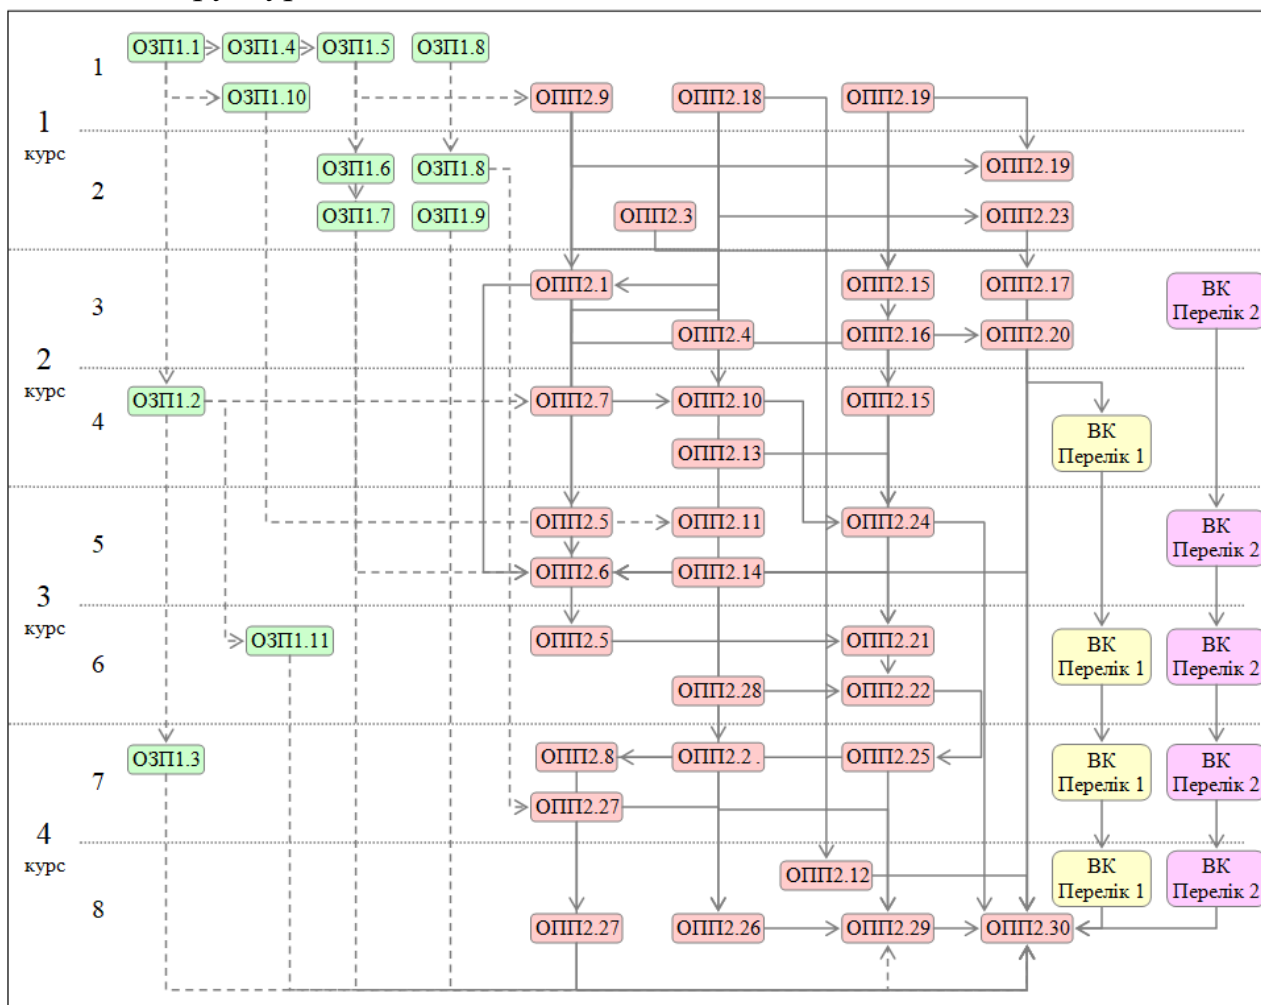 ОЗП1.1 ОЗП1.4 ОЗП1.5 ОЗП1.8
1
ОЗП1.10 ОПП2.9 ОПП2.18 ОПП2.19
1
курс
ОЗП1.6 ОЗП1.8 ОПП2.19
2
ОЗП1.7 ОЗП1.9 ОПП2.3 ОПП2.23
ОПП2.1 ОПП2.15 ОПП2.17 ВК
Перелік 2
3
ОПП2.4 ОПП2.16 ОПП2.20
2
курс
ОЗП1.2 ОПП2.7 ОПП2.10 ОПП2.15
4
ВК
Перелік 1
ОПП2.13
ОПП2.5 ОПП2.11 ОПП2.24 ВК
Перелік 2
5
ОПП2.6 ОПП2.14
3
курс
ОЗП1.11 ОПП2.5 ОПП2.21 ВК ВК
Перелік 1 Перелік 2
6
ОПП2.28 ОПП2.22
ОЗП1.3 ОПП2.8 ОПП2.2 . ОПП2.25 ВК ВК
Перелік 1 Перелік 2
7
ОПП2.27
4
курс
ВК ВК
ОПП2.12 Перелік 1 Перелік 2
8
ОПП2.27 ОПП2.26 ОПП2.29 ОПП2.30